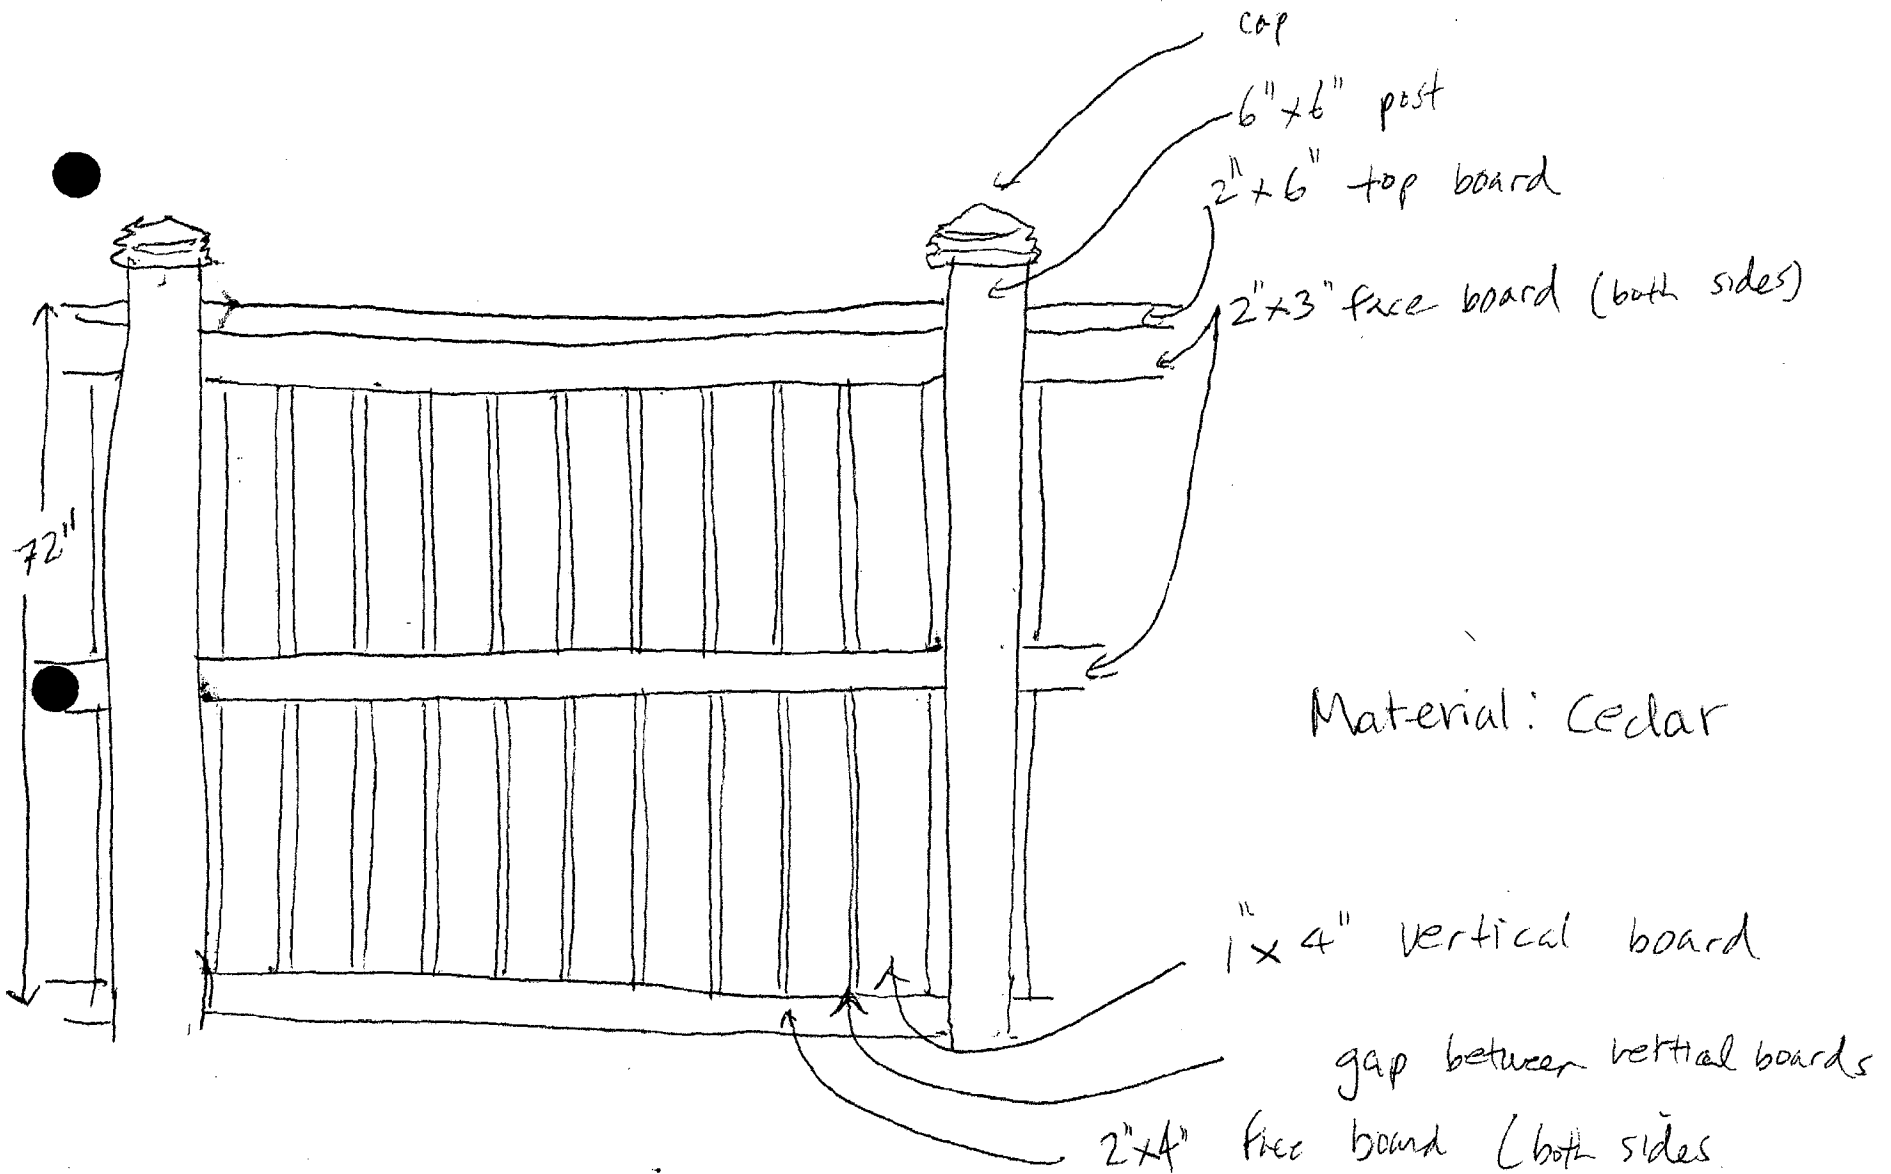 cap
6"x6" post
2"x6" top board
2"x3" face board (both sides)
72"
Material: Cedar
1"x4" vertical board
gap between vertical boards
2"x4" face board (both sides